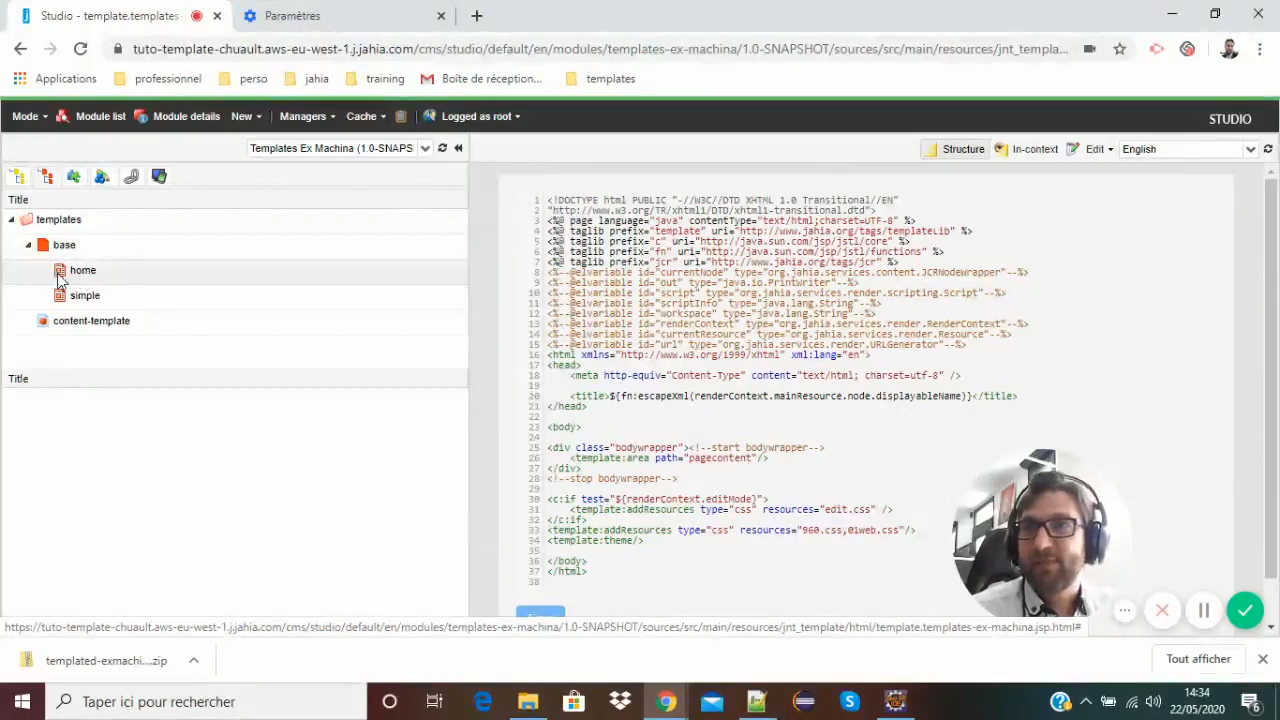 Studio - template.templates
Paramètres
tuto-template-chuault.aws-eu-west-1.j.jahia.com/cms/studio/default/en/modules/templates-ex-machina/1.0-SNAPSHOT/sources/src/main/resources/jnt_templa...
Applications professionnel perso jahia training Boîte de réception... templates
Mode Module list Module details New Managers Cache Logged as root STUDIO
Templates Ex Machina (1.0-SNAPS Structure In-context Edit English
Title
templates
base
home
simple
content-template
Title
1 <!DOCTYPE html PUBLIC "-//W3C//DTD XHTML 1.0 Transitional//EN"
2 "http://www.w3.org/TR/xhtml1/DTD/xhtml1-transitional.dtd">
3 <%@ page language="java" contentType="text/html;charset=UTF-8" %>
4 <%@ taglib prefix="template" uri="http://www.jahia.org/tags/templateLib" %>
5 <%@ taglib prefix="c" uri="http://java.sun.com/jsp/jstl/core" %>
6 <%@ taglib prefix="fn" uri="http://java.sun.com/jsp/jstl/functions" %>
7 <%@ taglib prefix="jcr" uri="http://www.jahia.org/tags/jcr" %>
8 <%--@elvariable id="currentNode" type="org.jahia.services.content.JCRNodeWrapper"--%>
9 <%--@elvariable id="out" type="java.io.PrintWriter"--%>
10 <%--@elvariable id="script" type="org.jahia.services.render.scripting.Script"--%>
11 <%--@elvariable id="scriptInfo" type="java.lang.String"--%>
12 <%--@elvariable id="workspace" type="java.lang.String"--%>
13 <%--@elvariable id="renderContext" type="org.jahia.services.render.RenderContext"--%>
14 <%--@elvariable id="currentResource" type="org.jahia.services.render.Resource"--%>
15 <%--@elvariable id="url" type="org.jahia.services.render.URLGenerator"--%>
16 <html xmlns="http://www.w3.org/1999/xhtml" xml:lang="en">
17 <head>
18 <meta http-equiv="Content-Type" content="text/html; charset=utf-8" />
19
20 <title>${fn:escapeXml(renderContext.mainResource.node.displayableName)}</title>
21 </head>
22
23 <body>
24
25 <div class="bodywrapper"><!--start bodywrapper-->
26 <template:area path="pagecontent"/>
27 </div>
28 <!--stop bodywrapper-->
29
30 <c:if test="${renderContext.editMode}">
31 <template:addResources type="css" resources="edit.css" />
32 </c:if>
33 <template:addResources type="css" resources="960.css,01web.css"/>
34 <template:theme/>
35
36 </body>
37 </html>
38
https://tuto-template-chuault.aws-eu-west-1.j.jahia.com/cms/studio/default/en/modules/templates-ex-machina/1.0-SNAPSHOT/sources/src/main/resources/jnt_template/html/template.templates-ex-machina.jsp.html#
templated-exmachi....zip Tout afficher
Taper ici pour rechercher
14:34
22/05/2020
6